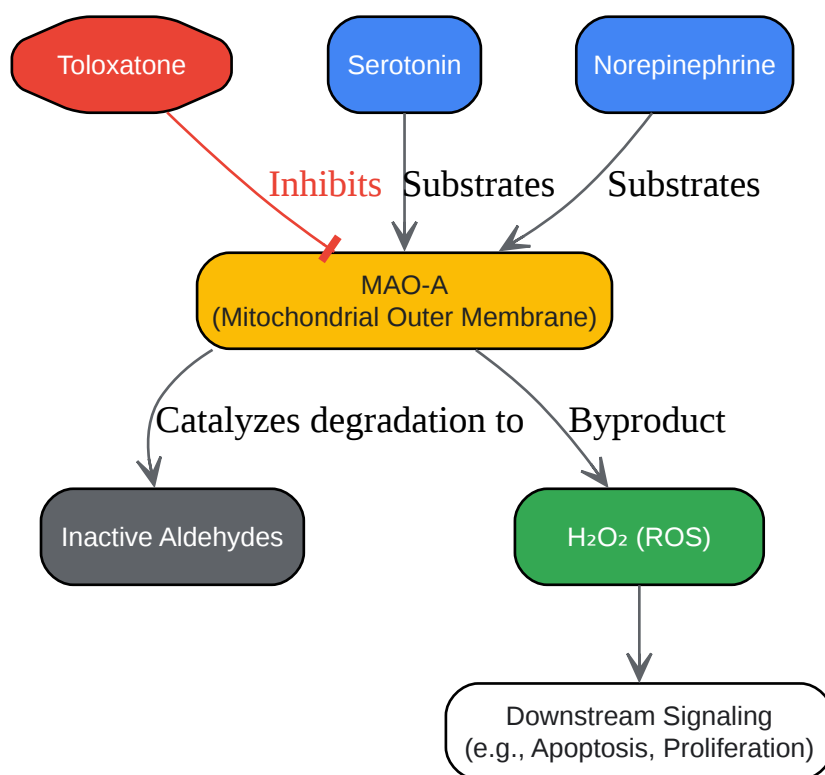 Toloxatone
Serotonin
Norepinephrine
Inhibits
Substrates
Substrates
MAO-A
(Mitochondrial Outer Membrane)
Catalyzes degradation to
Byproduct
Inactive Aldehydes
H₂O₂ (ROS)
Downstream Signaling
(e.g., Apoptosis, Proliferation)